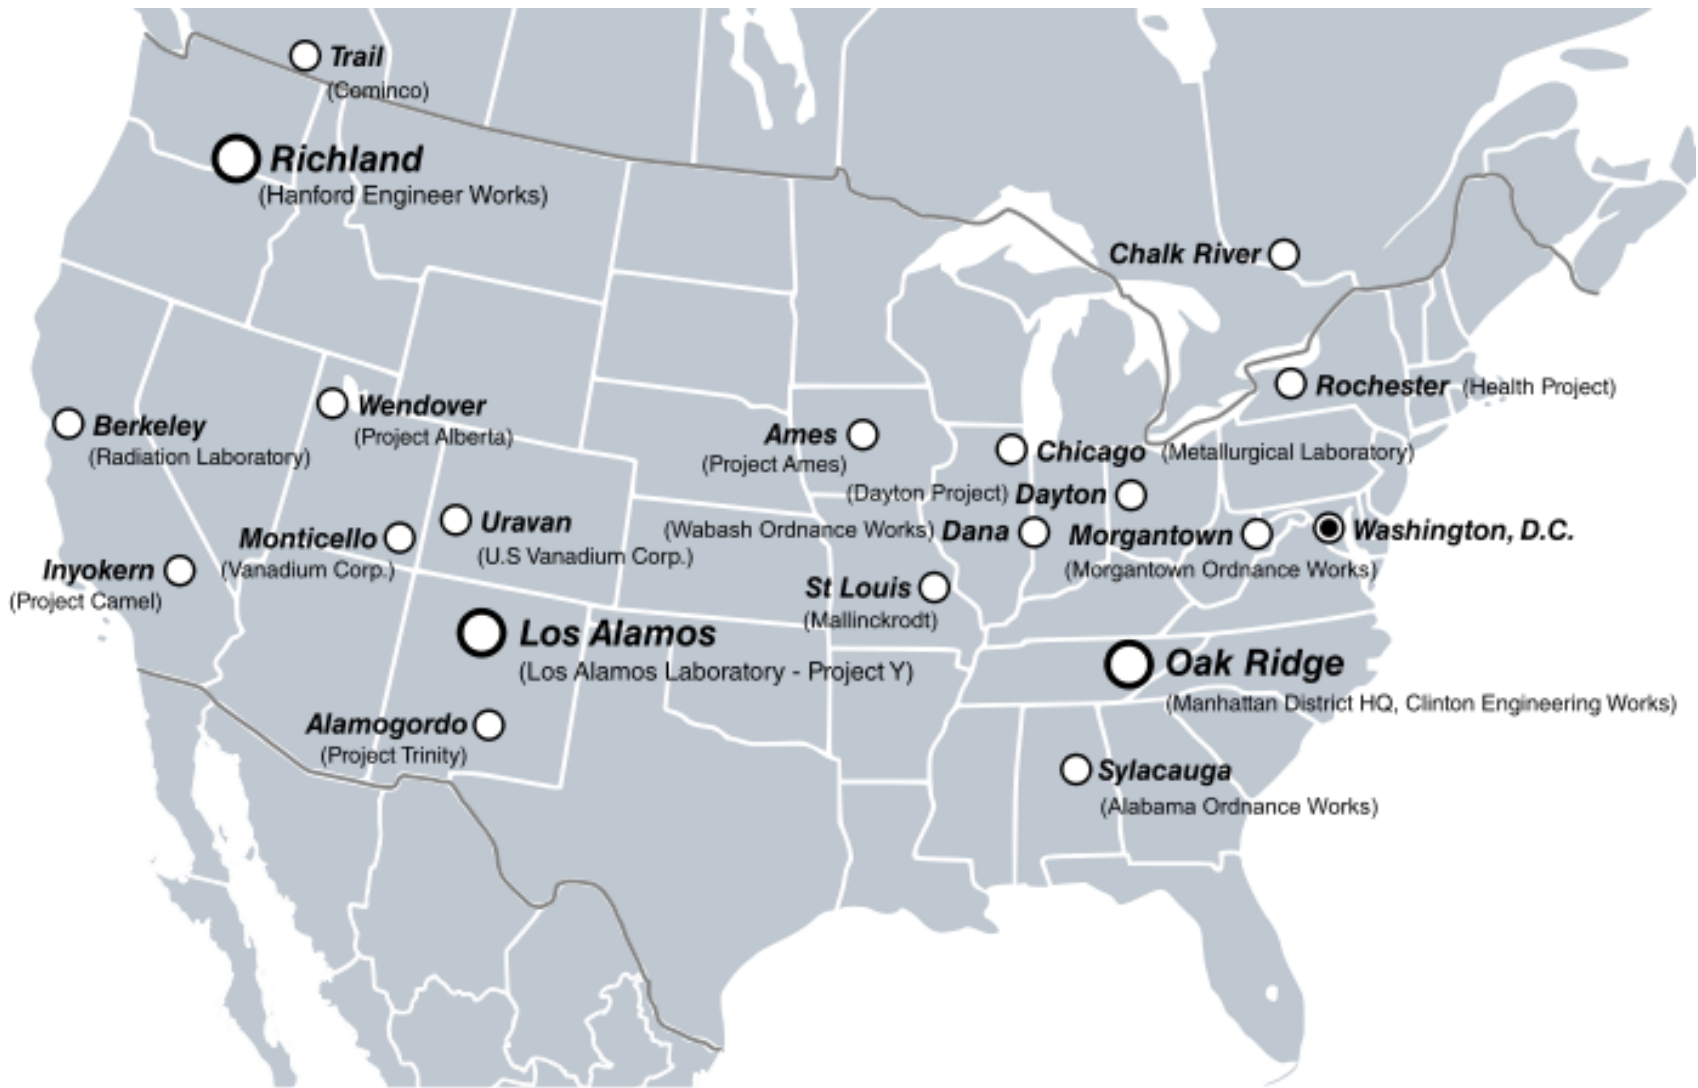 Trail
(Cominco)
Richland
(Hanford Engineer Works)
Chalk River
Rochester (Health Project)
Berkeley
(Radiation Laboratory)
Wendover
(Project Alberta)
Ames
(Project Ames)
Chicago (Metallurgical Laboratory)
(Dayton Project) Dayton
Uravan
(U.S Vanadium Corp.)
(Wabash Ordnance Works) Dana
Morgantown
(Morgantown Ordnance Works)
Washington, D.C.
Monticello
(Vanadium Corp.)
Inyokern
(Project Camel)
St Louis
(Mallinckrodt)
Los Alamos
(Los Alamos Laboratory - Project Y)
Oak Ridge
(Manhattan District HQ, Clinton Engineering Works)
Alamogordo
(Project Trinity)
Sylacauga
(Alabama Ordnance Works)